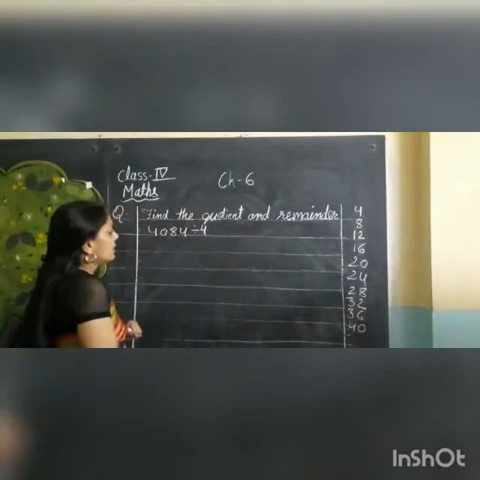 Class-IV
Maths
Ch-6
Q. Find the quotient and remainder
4084÷4
4
8
12
16
20
24
28
32
36
40
InShOt